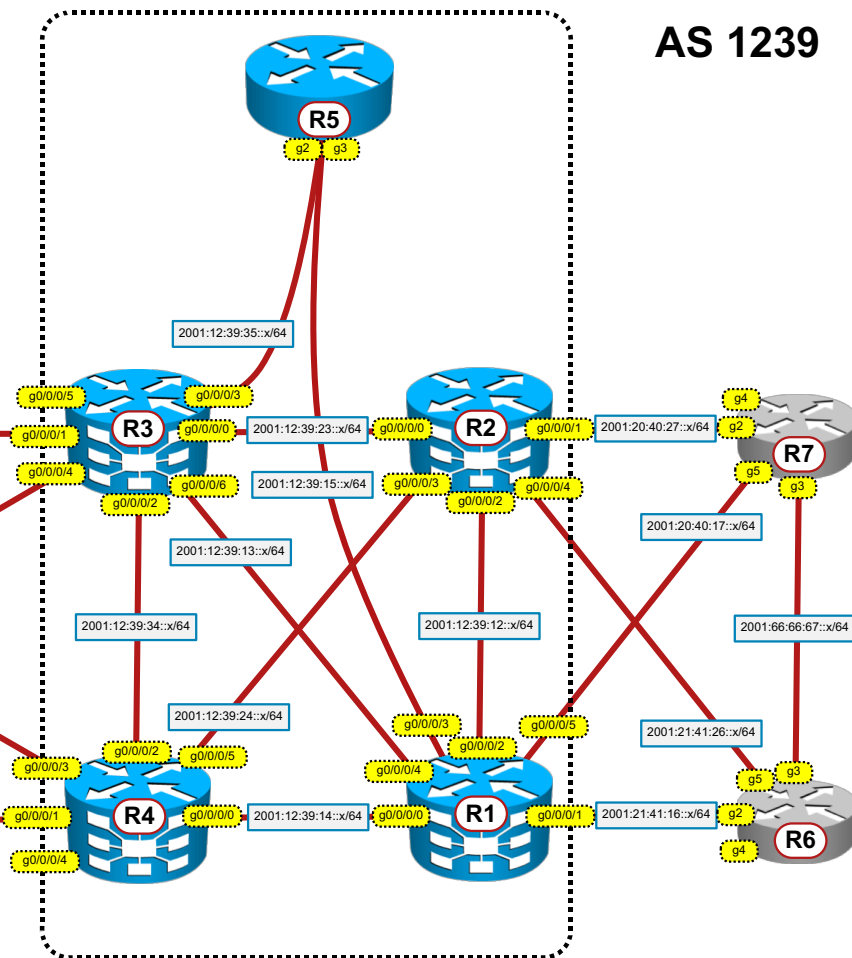 AS 1239
R5
g2
g3
2001:12:39:35::x/64
g0/0/0/5
g0/0/0/3
g4
g0/0/0/1
R3
g0/0/0/0
2001:12:39:23::x/64
g0/0/0/0
R2
g0/0/0/1
2001:20:40:27::x/64
g2
R7
g0/0/0/4
g0/0/0/6
2001:12:39:15::x/64
g0/0/0/3
g0/0/0/4
g5
g3
g0/0/0/2
g0/0/0/2
2001:20:40:17::x/64
2001:12:39:13::x/64
2001:12:39:34::x/64
2001:12:39:12::x/64
2001:66:66:67::x/64
2001:12:39:24::x/64
g0/0/0/3
g0/0/0/5
2001:21:41:26::x/64
g0/0/0/2
g0/0/0/2
g0/0/0/5
g0/0/0/3
g0/0/0/4
g5
g3
g0/0/0/1
R4
g0/0/0/0
2001:12:39:14::x/64
g0/0/0/0
R1
g0/0/0/1
2001:21:41:16::x/64
g2
R6
g0/0/0/4
g4